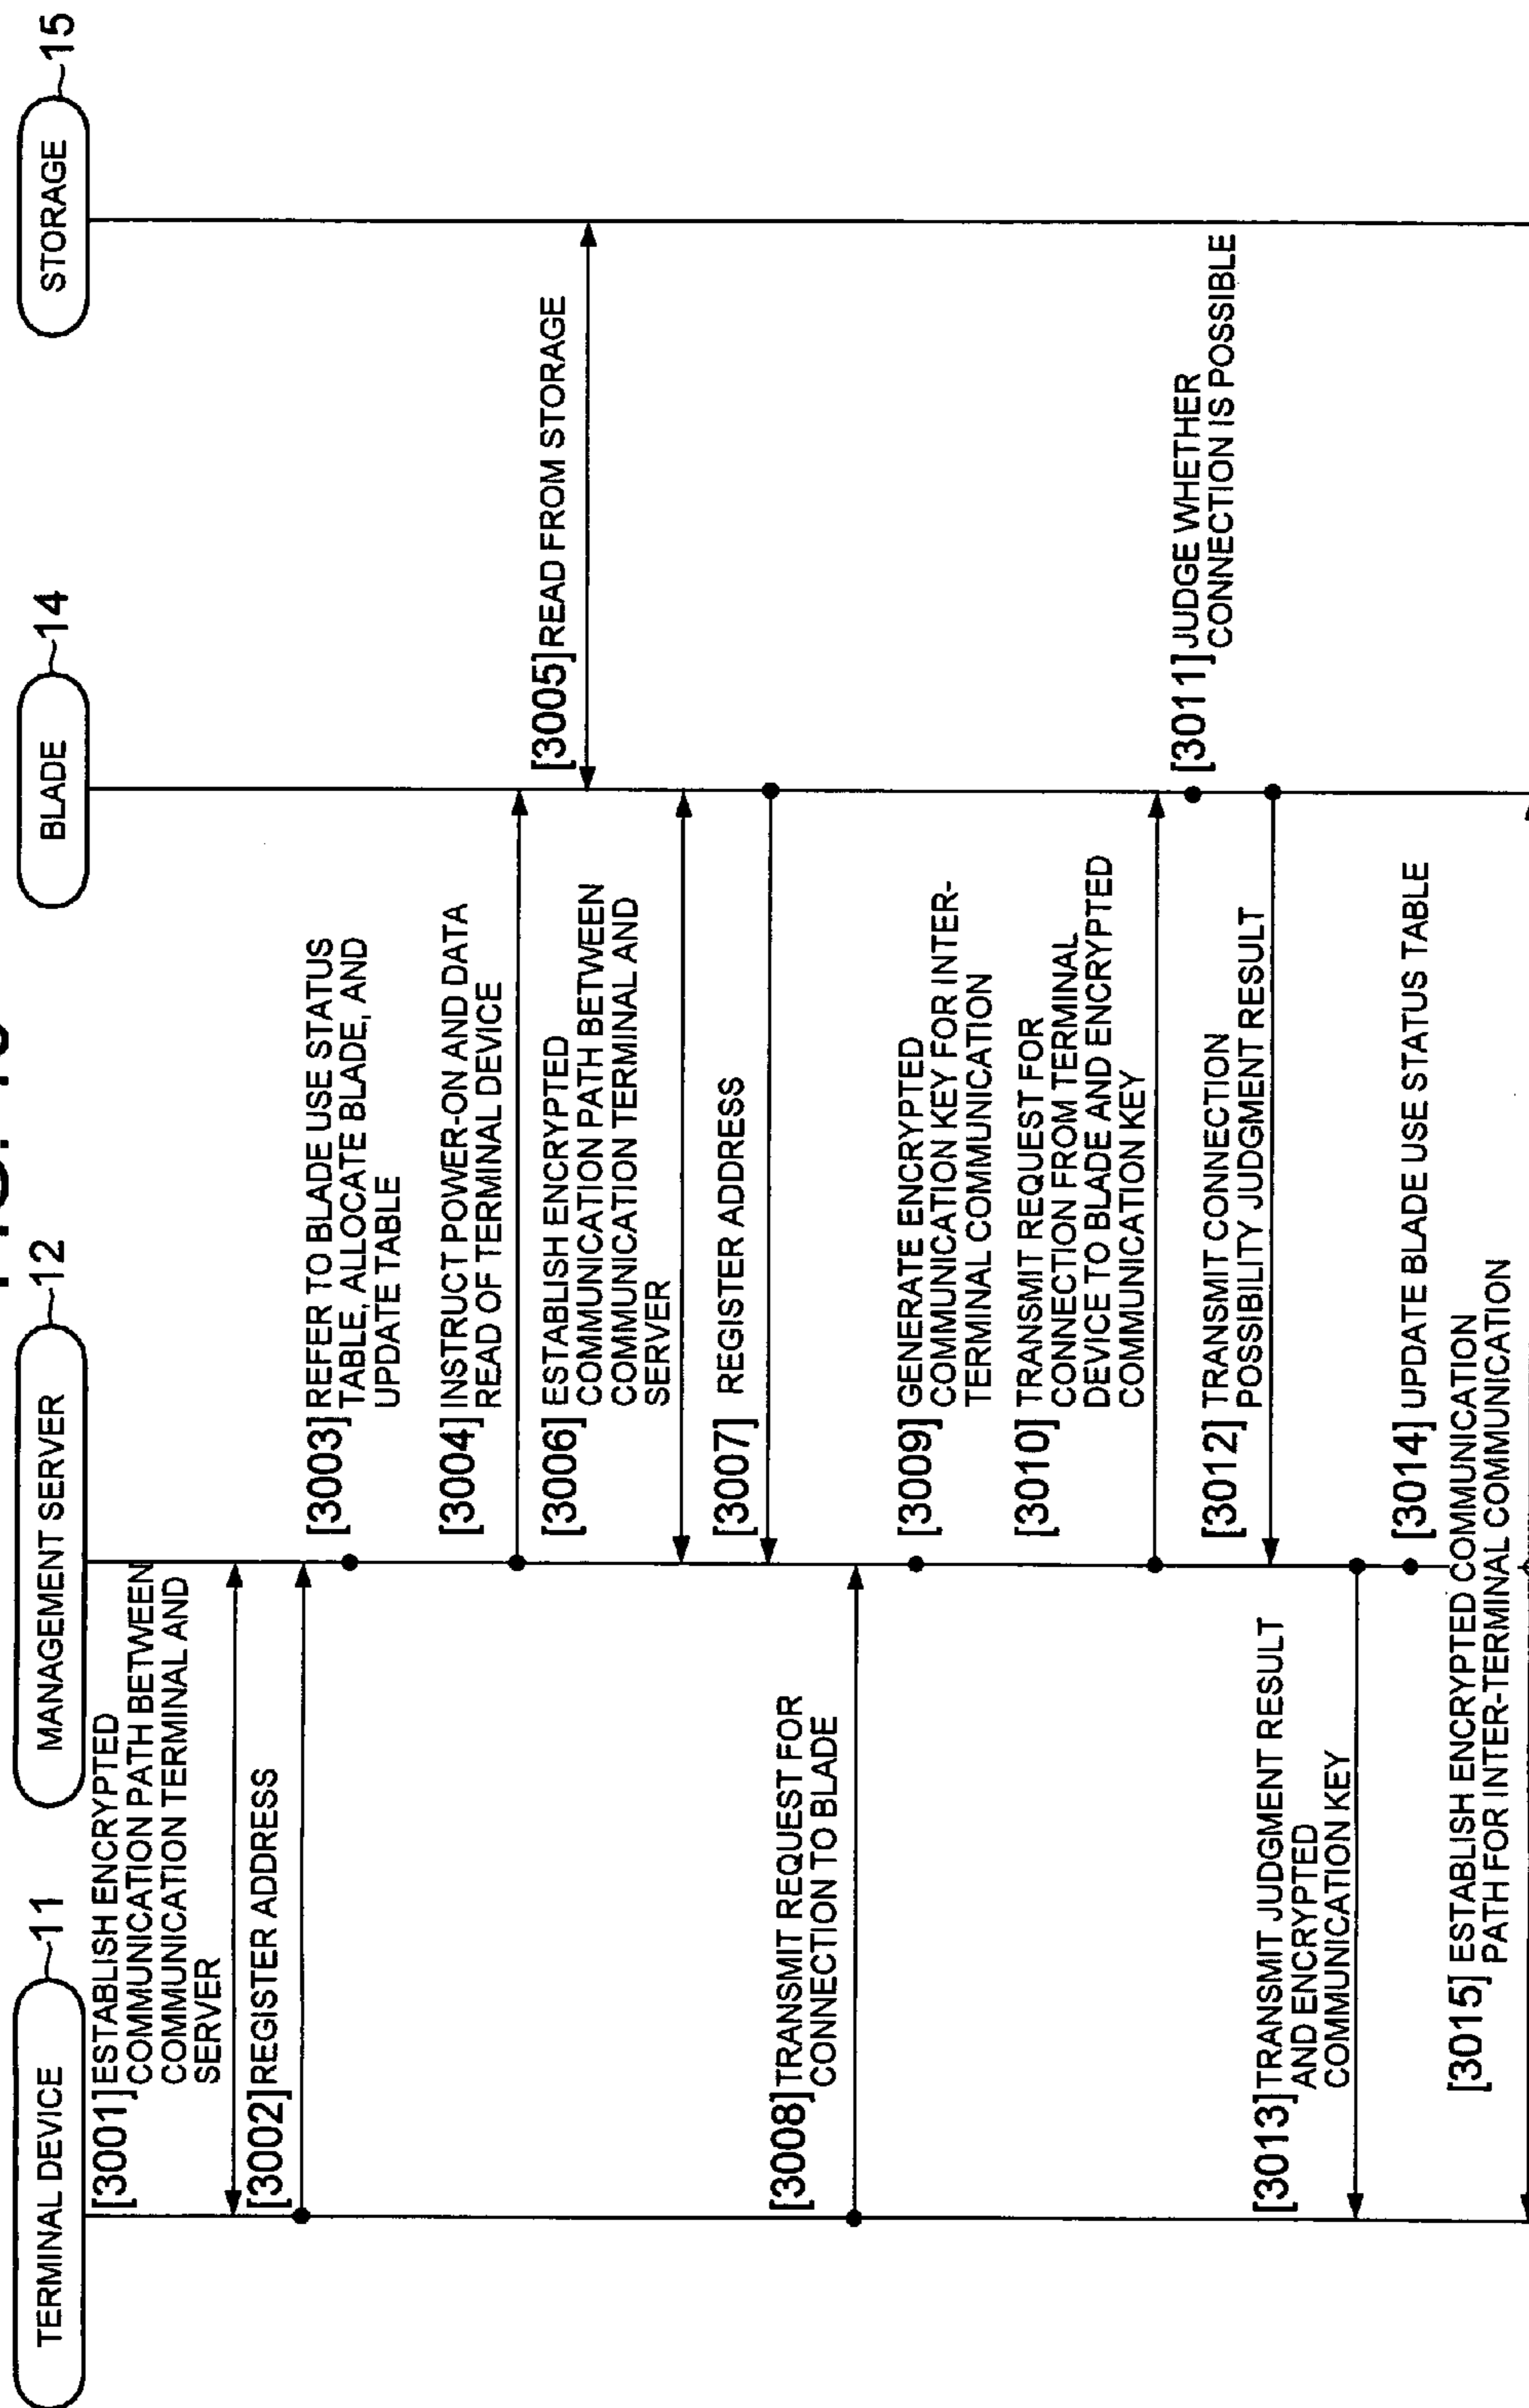 TERMINAL DEVICE ~11
MANAGEMENT SERVER ~12
BLADE ~14
STORAGE ~15
[3001] ESTABLISH ENCRYPTED
COMMUNICATION PATH BETWEEN
COMMUNICATION TERMINAL AND
SERVER
[3002] REGISTER ADDRESS
[3003] REFER TO BLADE USE STATUS
TABLE, ALLOCATE BLADE, AND
UPDATE TABLE
[3004] INSTRUCT POWER-ON AND DATA
READ OF TERMINAL DEVICE
[3005] READ FROM STORAGE
[3006] ESTABLISH ENCRYPTED
COMMUNICATION PATH BETWEEN
COMMUNICATION TERMINAL AND
SERVER
[3007] REGISTER ADDRESS
[3008] TRANSMIT REQUEST FOR
CONNECTION TO BLADE
[3009] GENERATE ENCRYPTED
COMMUNICATION KEY FOR INTER-
TERMINAL COMMUNICATION
[3010] TRANSMIT REQUEST FOR
CONNECTION FROM TERMINAL
DEVICE TO BLADE AND ENCRYPTED
COMMUNICATION KEY
[3011] JUDGE WHETHER
CONNECTION IS POSSIBLE
[3012] TRANSMIT CONNECTION
POSSIBILITY JUDGMENT RESULT
[3013] TRANSMIT JUDGMENT RESULT
AND ENCRYPTED
COMMUNICATION KEY
[3014] UPDATE BLADE USE STATUS TABLE
[3015] ESTABLISH ENCRYPTED COMMUNICATION
PATH FOR INTER-TERMINAL COMMUNICATION